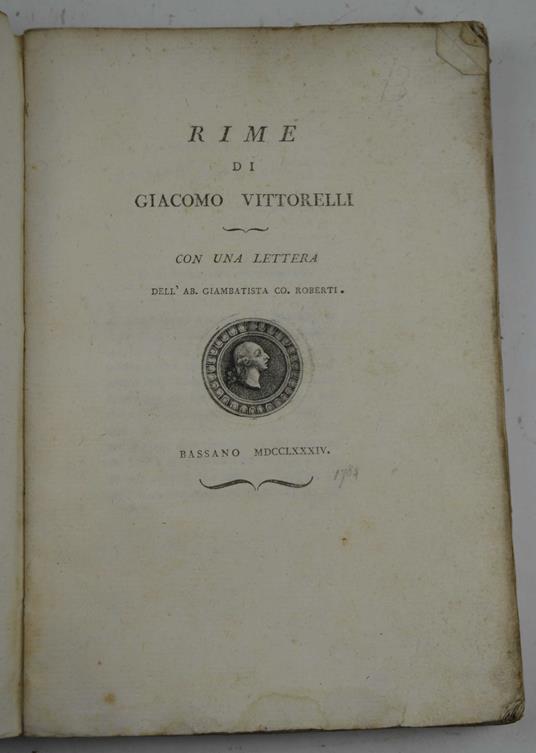 RIME
DI
GIACOMO VITTORELLI
CON UNA LETTERA
DELL' AB. GIAMBATISTA CO. ROBERTI.
BASSANO MDCCLXXXIV.
1784